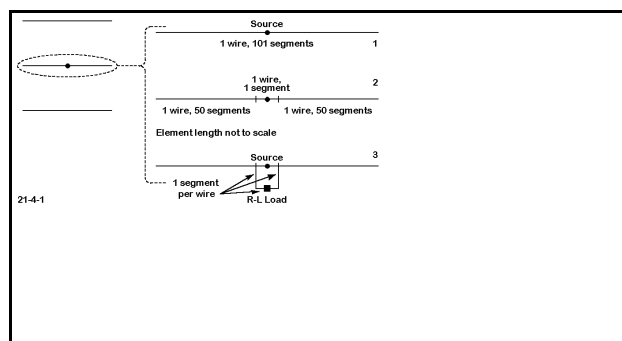 Source
1 wire, 101 segments
1
1 wire,
1 segment
2
1 wire, 50 segments
1 wire, 50 segments
Element length not to scale
3
Source
1 segment
per wire
R-L Load
21-4-1